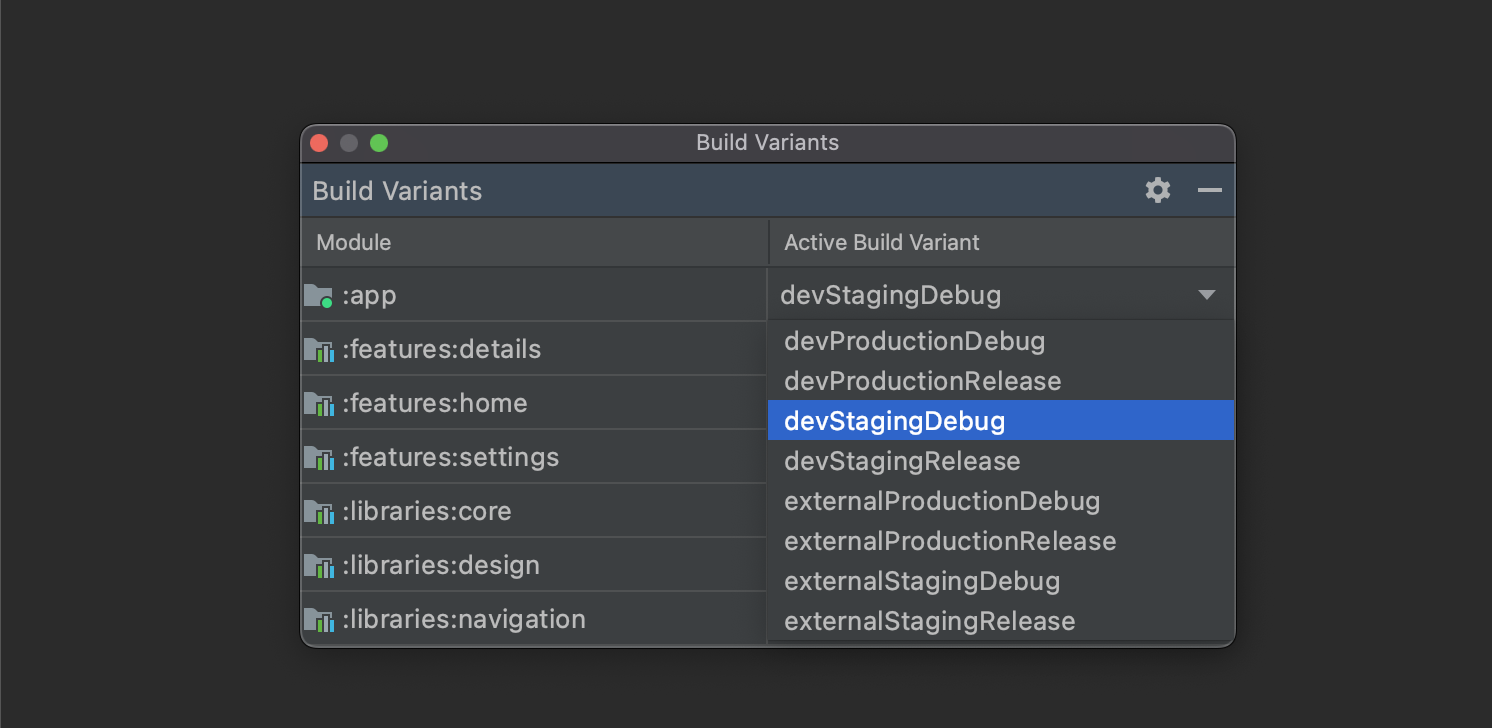 Build Variants
Build Variants
Module Active Build Variant
:app devStagingDebug
:features:details devProductionDebug
devProductionRelease
:features:home devStagingDebug
:features:settings devStagingRelease
:libraries:core externalProductionDebug
externalProductionRelease
:libraries:design externalStagingDebug
:libraries:navigation externalStagingRelease